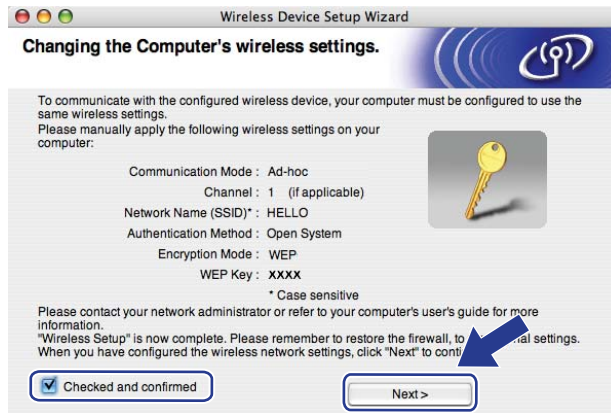 Wireless Device Setup Wizard
Changing the Computer's wireless settings.
To communicate with the configured wireless device, your computer must be configured to use the
same wireless settings.
Please manually apply the following wireless settings on your
computer:
Communication Mode : Ad-hoc
Channel : 1 (if applicable)
Network Name (SSID)* : HELLO
Authentication Method : Open System
Encryption Mode : WEP
WEP Key : XXXX
* Case sensitive
Please contact your network administrator or refer to your computer's user's guide for more
information.
"Wireless Setup" is now complete. Please remember to restore the firewall, to settings.
When you have configured the wireless network settings, click "Next" to
Checked and confirmed
Next >